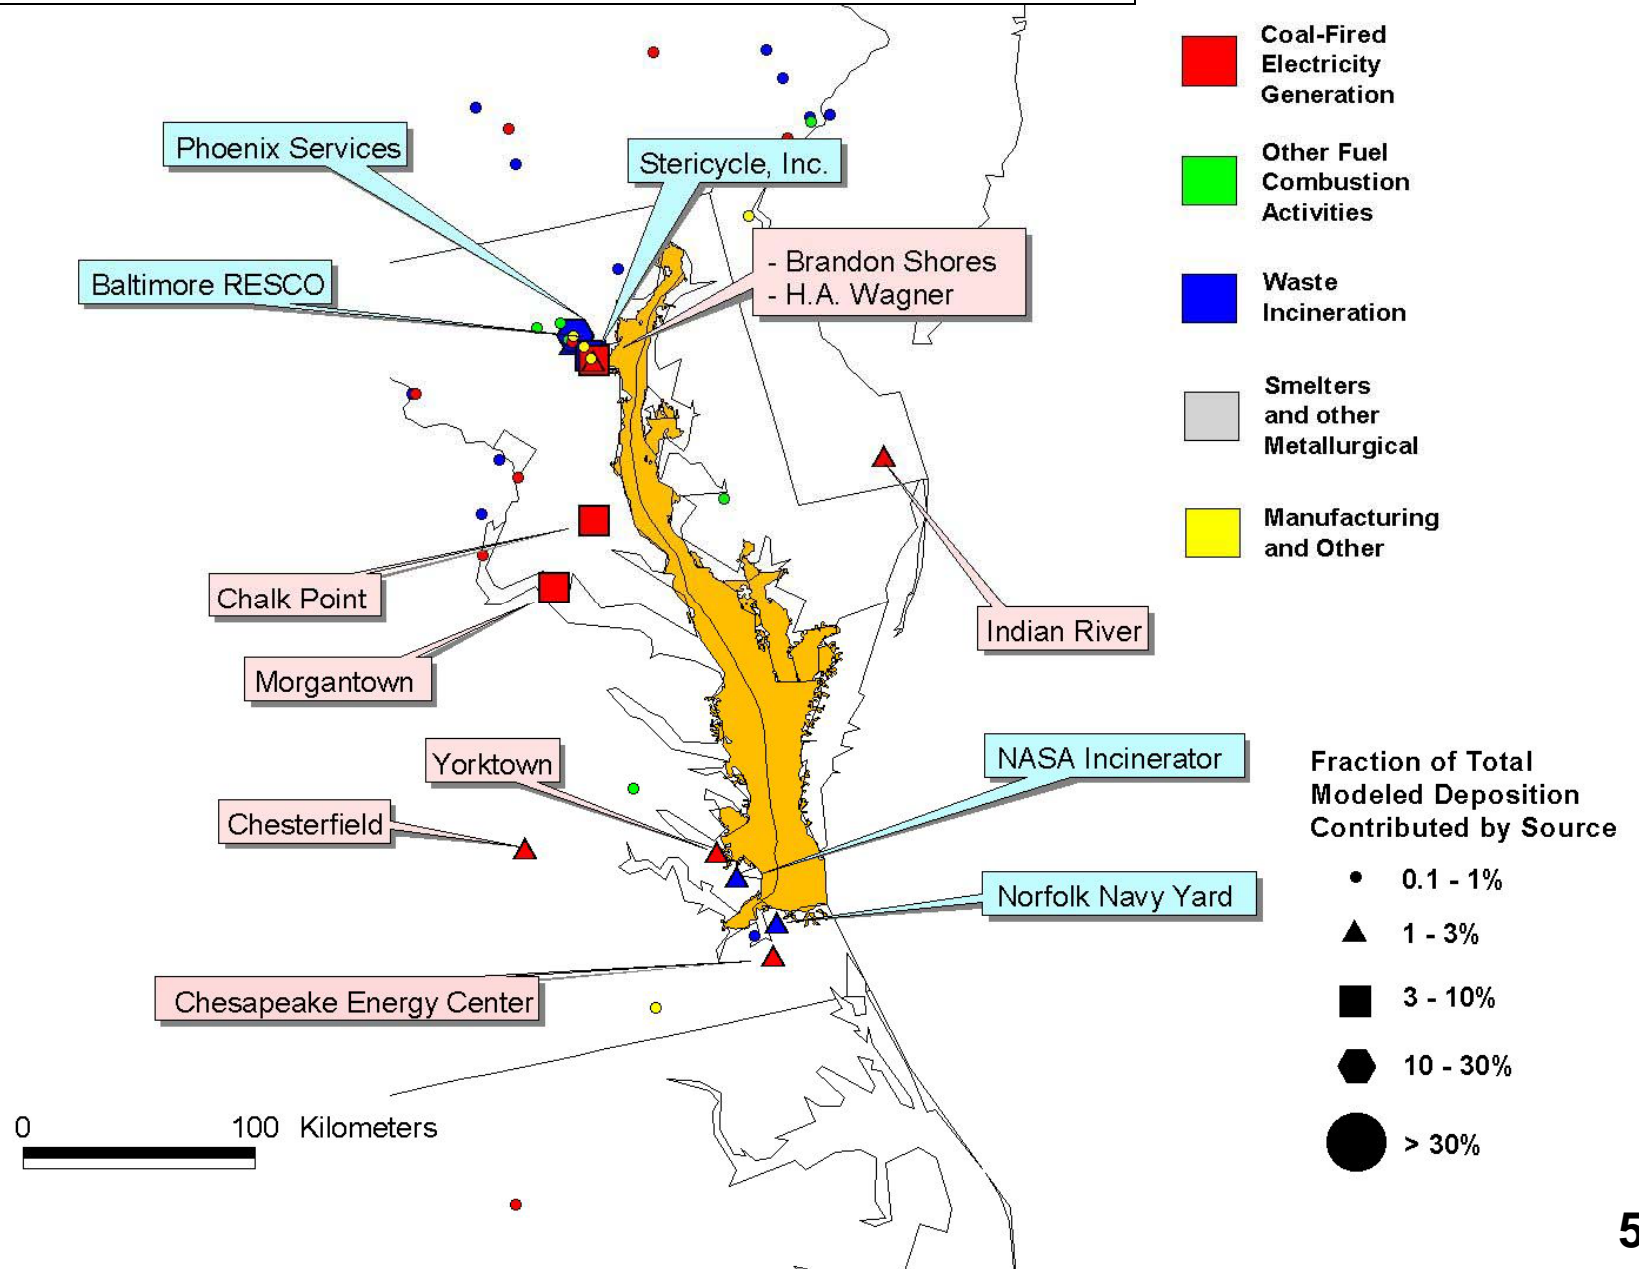 Coal-Fired
Electricity
Generation
Other Fuel
Combustion
Activities
Waste
Incineration
Smelters
and other
Metallurgical
Manufacturing
and Other
Phoenix Services
Stericycle, Inc.
- Brandon Shores
- H.A. Wagner
Baltimore RESCO
Chalk Point
Indian River
Morgantown
Yorktown
NASA Incinerator
Chesterfield
Norfolk Navy Yard
Chesapeake Energy Center
Fraction of Total
Modeled Deposition
Contributed by Source
0.1 - 1%
1 - 3%
3 - 10%
10 - 30%
> 30%
0 100 Kilometers
5